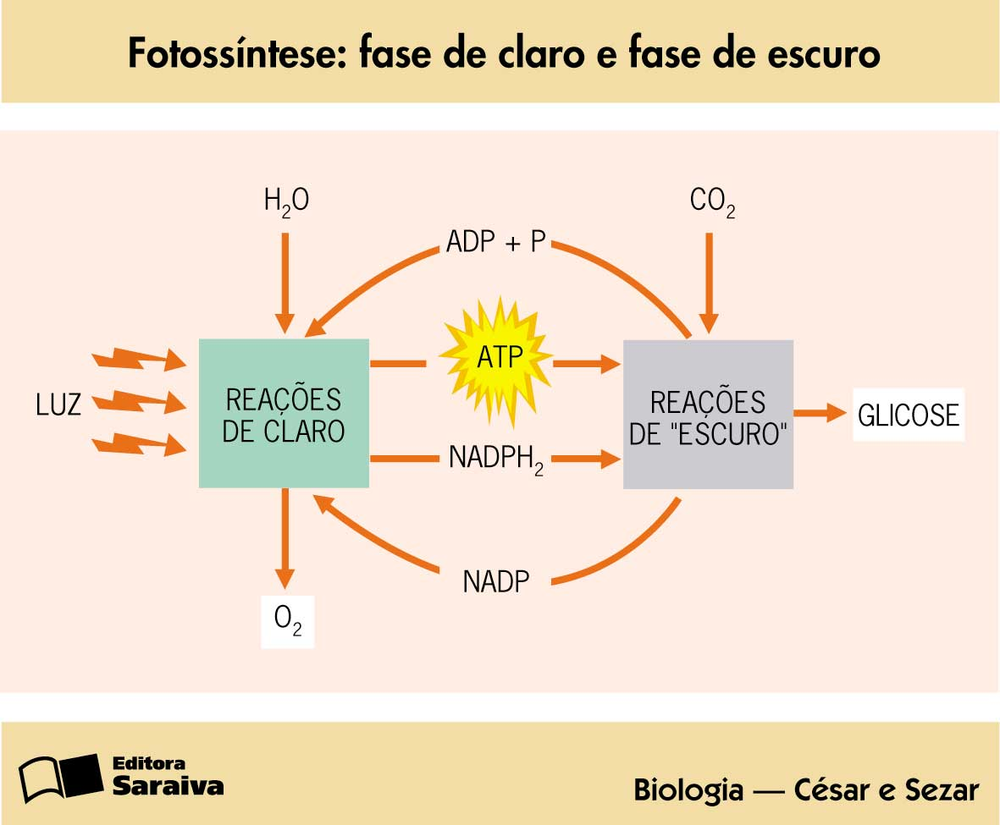 Fotossíntese: fase de claro e fase de escuro
H₂O
CO₂
ADP + P
ATP
LUZ
REAÇÕES
DE CLARO
REAÇÕES
DE "ESCURO"
GLICOSE
NADPH₂
NADP
O₂
Editora
Saraiva
Biologia — César e Sezar